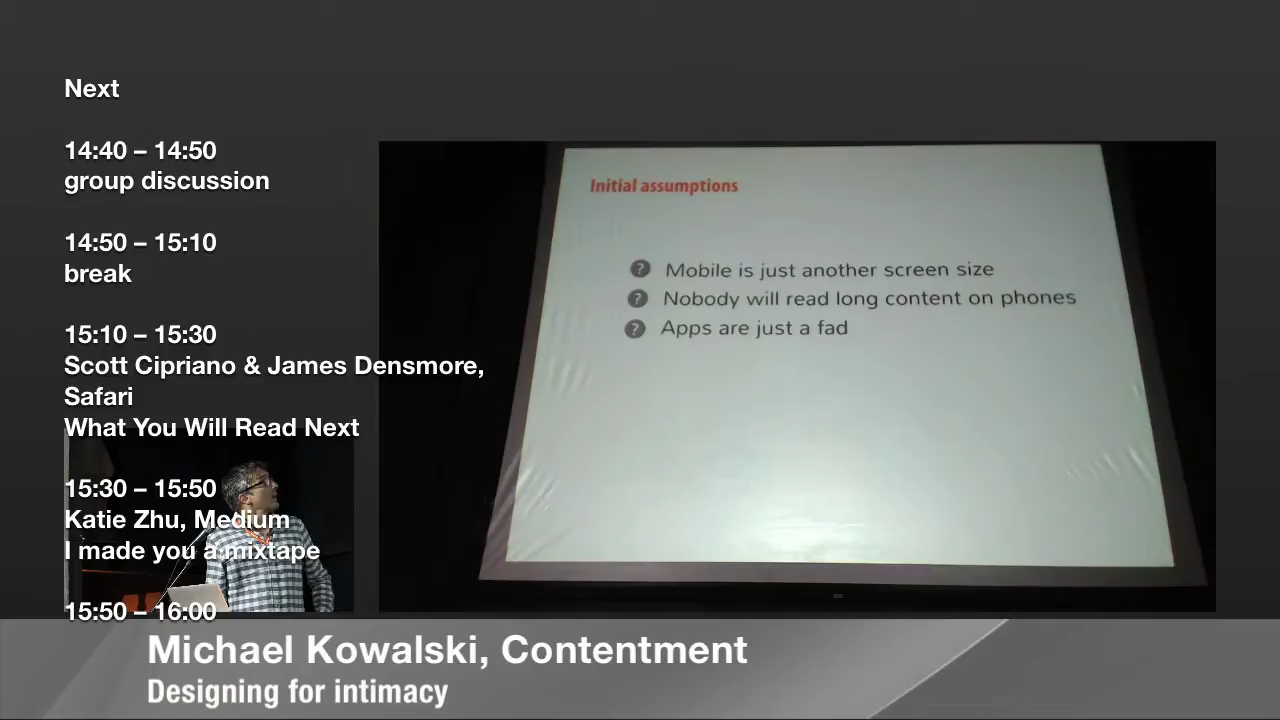 Next
14:40 – 14:50
group discussion
14:50 – 15:10
break
15:10 – 15:30
Scott Cipriano & James Densmore,
Safari
What You Will Read Next
15:30 – 15:50
Katie Zhu, Medium
I made you a mixtape
15:50 – 16:00
Initial assumptions
? Mobile is just another screen size
? Nobody will read long content on phones
? Apps are just a fad
Michael Kowalski, Contentment
Designing for intimacy